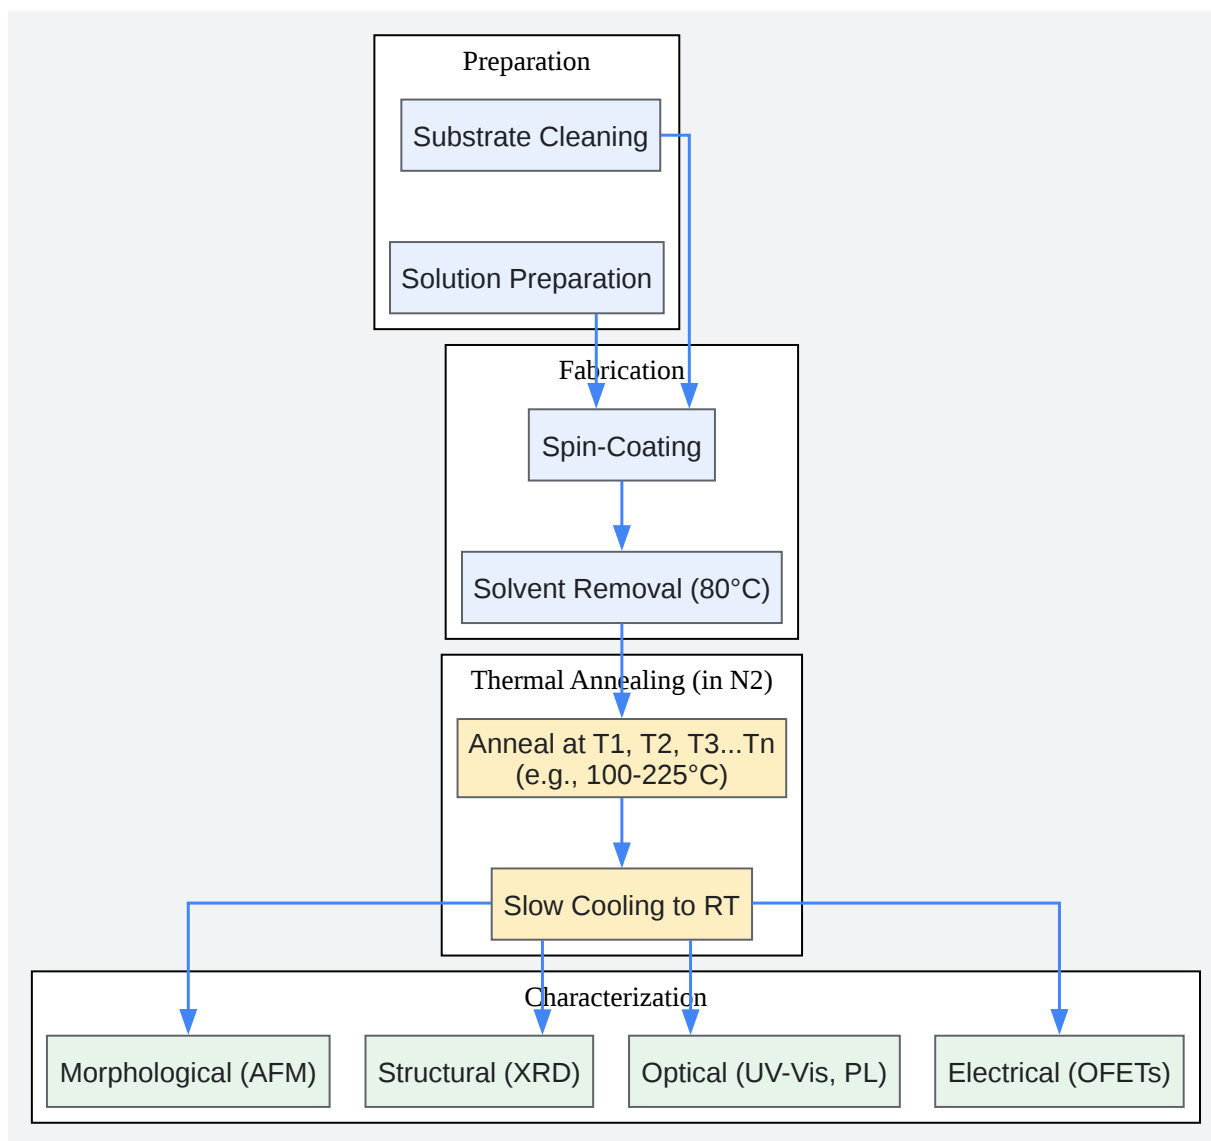 Preparation
Substrate Cleaning
Solution Preparation
Fabrication
Spin-Coating
Solvent Removal (80°C)
Thermal Annealing (in N2)
Anneal at T1, T2, T3...Tn
(e.g., 100-225°C)
Slow Cooling to RT
Characterization
Morphological (AFM)
Structural (XRD)
Optical (UV-Vis, PL)
Electrical (OFETs)